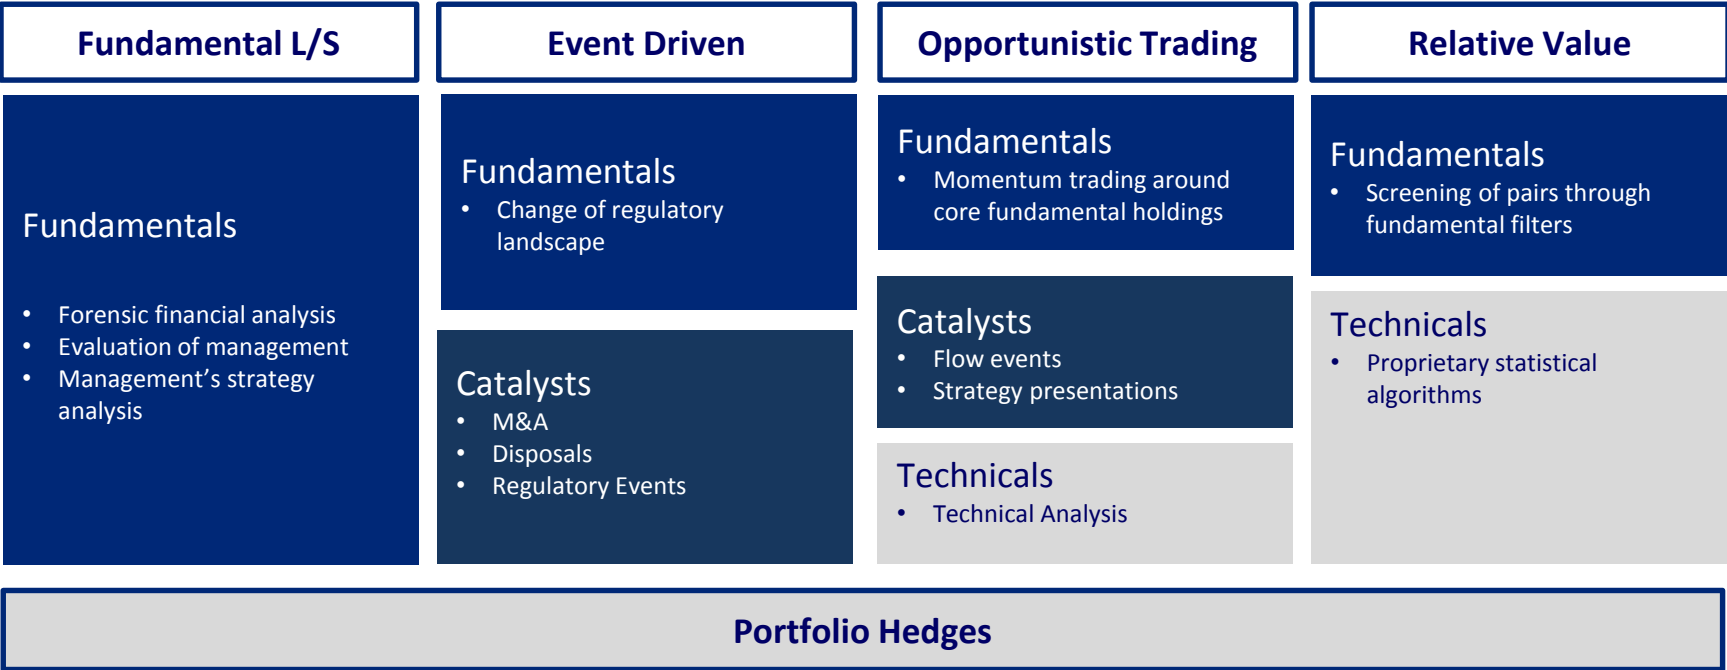 Fundamental L/S
Fundamentals
• Forensic financial analysis
• Evaluation of management
• Management’s strategy
analysis
Event Driven
Fundamentals
• Change of regulatory
landscape
Catalysts
• M&A
• Disposals
• Regulatory Events
Opportunistic Trading
Fundamentals
• Momentum trading around
core fundamental holdings
Catalysts
• Flow events
• Strategy presentations
Technicals
• Technical Analysis
Relative Value
Fundamentals
• Screening of pairs through
fundamental filters
Technicals
• Proprietary statistical
algorithms
Portfolio Hedges